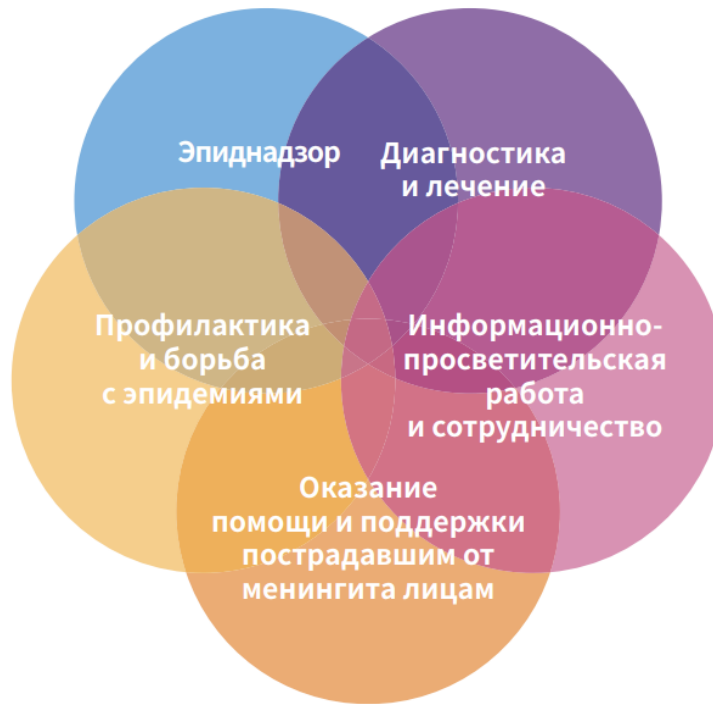 Эпиднадзор
Диагностика
и лечение
Профилактика
и борьба
с эпидемиями
Информационно-
просветительская
работа
и сотрудничество
Оказание
помощи и поддержки
пострадавшим от
менингита лицам